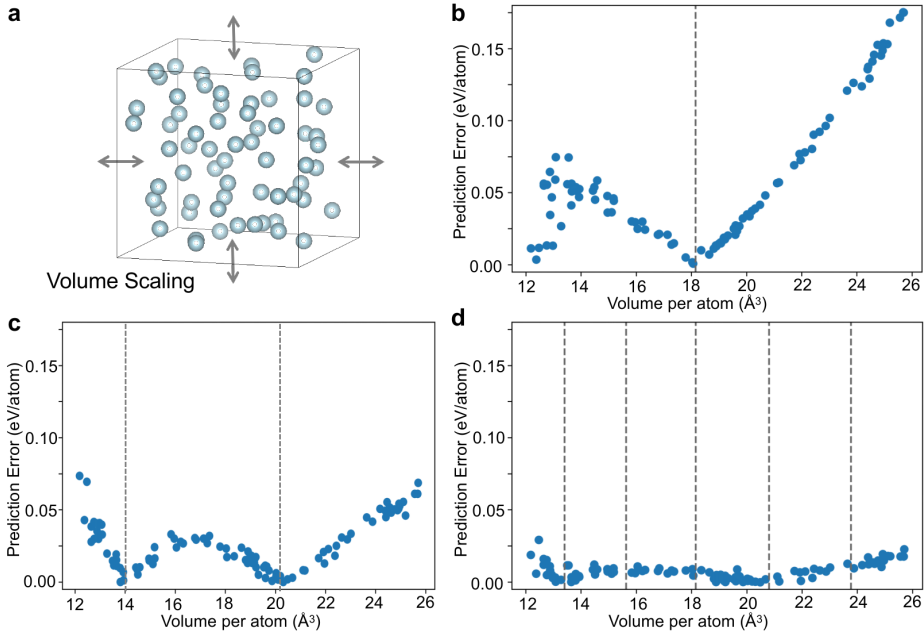 a
Volume Scaling
b
Prediction Error (eV/atom)
0.15
0.10
0.05
0.00
12 14 16 18 20 22 24 26
Volume per atom (Å³)
c
Prediction Error (eV/atom)
0.15
0.10
0.05
0.00
12 14 16 18 20 22 24 26
Volume per atom (Å³)
d
Prediction Error (eV/atom)
0.15
0.10
0.05
0.00
12 14 16 18 20 22 24 26
Volume per atom (Å³)